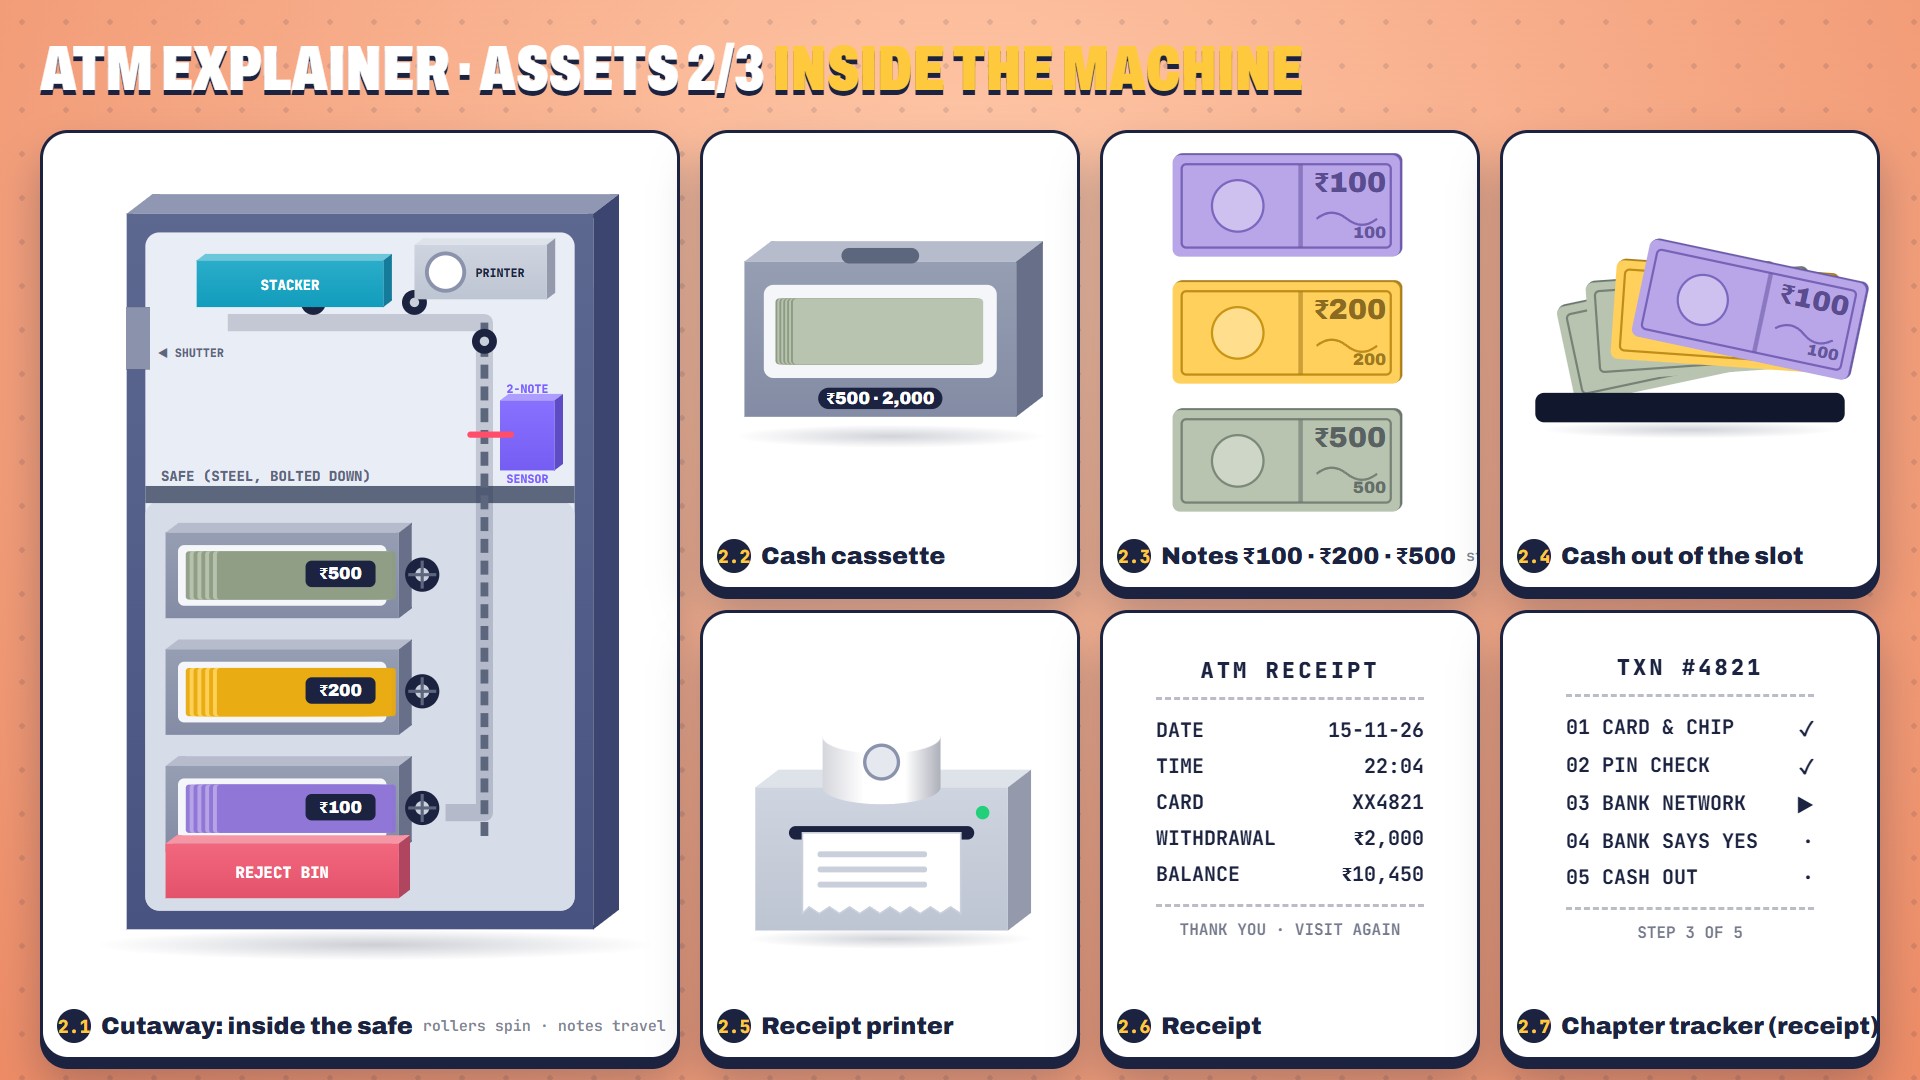 ATM EXPLAINER · ASSETS 2/3 INSIDE THE MACHINE
STACKER
PRINTER
◀ SHUTTER
2-NOTE
SENSOR
SAFE (STEEL, BOLTED DOWN)
₹500
₹200
₹100
REJECT BIN
2.1 Cutaway: inside the safe rollers spin · notes travel
₹500 · 2,000
2.2 Cash cassette
₹100
100
₹200
200
₹500
500
2.3 Notes ₹100 · ₹200 · ₹500
₹100
100
2.4 Cash out of the slot
2.5 Receipt printer
ATM RECEIPT
DATE 15-11-26
TIME 22:04
CARD XX4821
WITHDRAWAL ₹2,000
BALANCE ₹10,450
THANK YOU · VISIT AGAIN
2.6 Receipt
TXN #4821
01 CARD & CHIP ✓
02 PIN CHECK ✓
03 BANK NETWORK ▶
04 BANK SAYS YES ·
05 CASH OUT ·
STEP 3 OF 5
2.7 Chapter tracker (receipt)